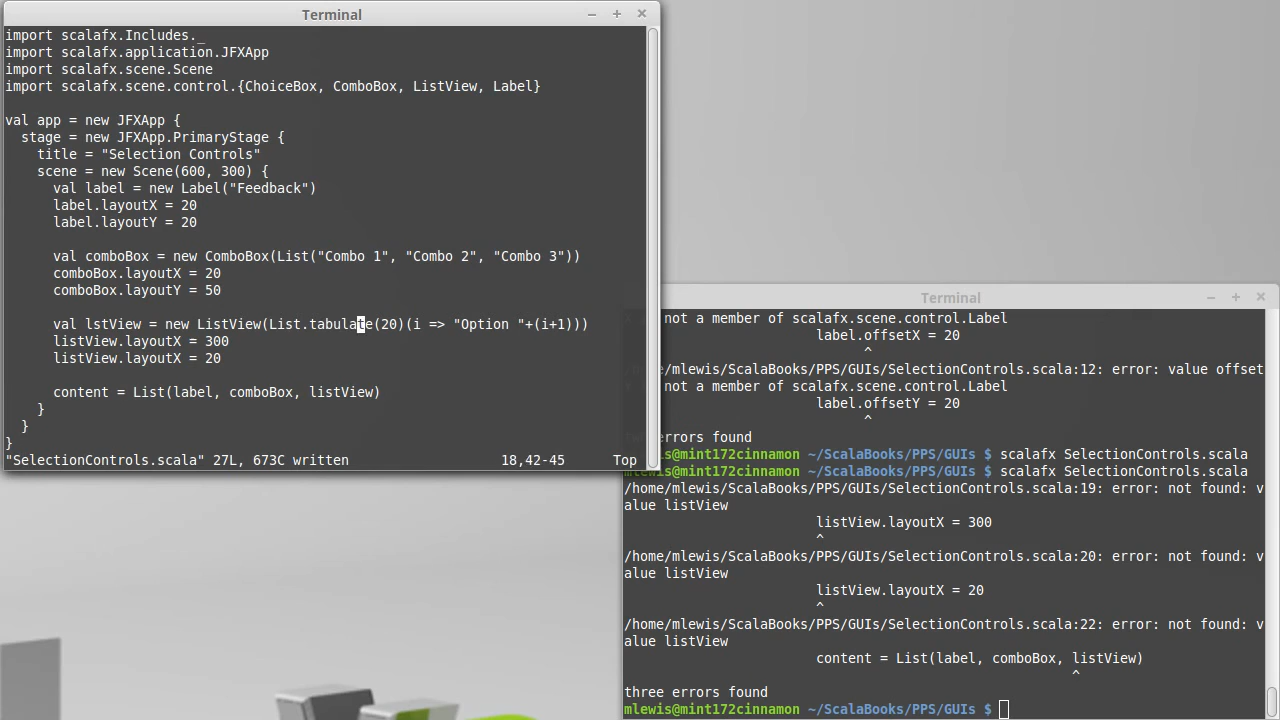 Terminal
import scalafx.Includes._
import scalafx.application.JFXApp
import scalafx.scene.Scene
import scalafx.scene.control.{ChoiceBox, ComboBox, ListView, Label}
val app = new JFXApp {
stage = new JFXApp.PrimaryStage {
title = "Selection Controls"
scene = new Scene(600, 300) {
val label = new Label("Feedback")
label.layoutX = 20
label.layoutY = 20
val comboBox = new ComboBox(List("Combo 1", "Combo 2", "Combo 3"))
comboBox.layoutX = 20
comboBox.layoutY = 50
val lstView = new ListView(List.tabulate(20)(i => "Option "+(i+1)))
listView.layoutX = 300
listView.layoutX = 20
content = List(label, comboBox, listView)
}
}
}
"SelectionControls.scala" 27L, 673C written 18,42-45 Top
Terminal
not a member of scalafx.scene.control.Label
label.offsetX = 20
^
/ScalaBooks/PPS/GUIs/SelectionControls.scala:12: error: value offset
not a member of scalafx.scene.control.Label
label.offsetY = 20
^
errors found
mlewis@mint172cinnamon ~/ScalaBooks/PPS/GUIs $ scalafx SelectionControls.scala
mlewis@mint172cinnamon ~/ScalaBooks/PPS/GUIs $ scalafx SelectionControls.scala
/home/mlewis/ScalaBooks/PPS/GUIs/SelectionControls.scala:19: error: not found: v
alue listView
listView.layoutX = 300
^
/home/mlewis/ScalaBooks/PPS/GUIs/SelectionControls.scala:20: error: not found: v
alue listView
listView.layoutX = 20
^
/home/mlewis/ScalaBooks/PPS/GUIs/SelectionControls.scala:22: error: not found: v
alue listView
content = List(label, comboBox, listView)
^
three errors found
mlewis@mint172cinnamon ~/ScalaBooks/PPS/GUIs $